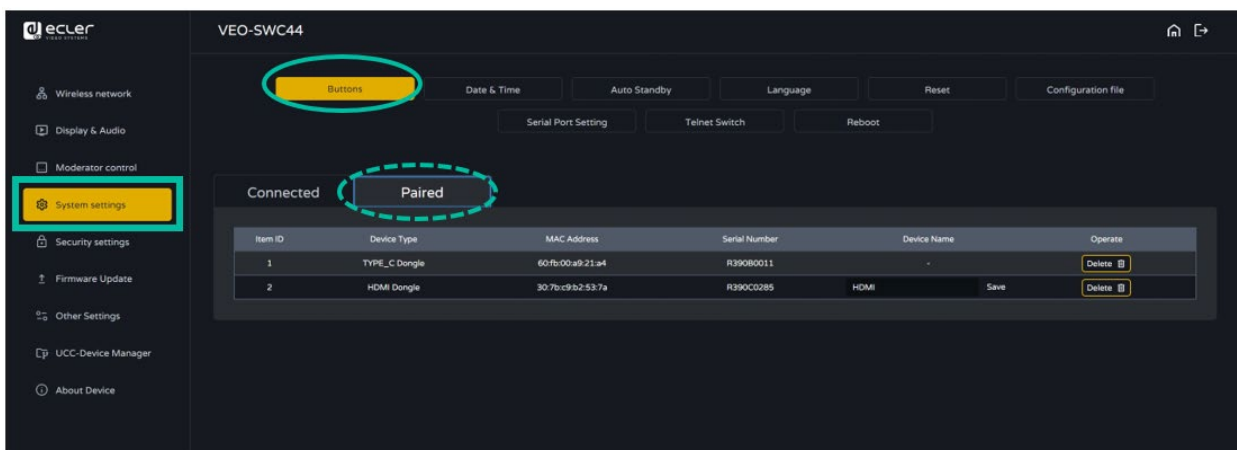 ecler
VIDEO SYSTEMS
VEO-SWC44
Wireless network
Display & Audio
Moderator control
System settings
Security settings
Firmware Update
Other Settings
UCC-Device Manager
About Device
Buttons Date & Time Auto Standby Language Reset Configuration file
Serial Port Setting Telnet Switch Reboot
Connected Paired
Item ID Device Type MAC Address Serial Number Device Name Operate
1 TYPE_C Dongle 60:fb:00:a9:21:a4 R390B0011 - Delete
2 HDMI Dongle 30:7b:c9:b2:53:7a R390C0285 HDMI Save Delete